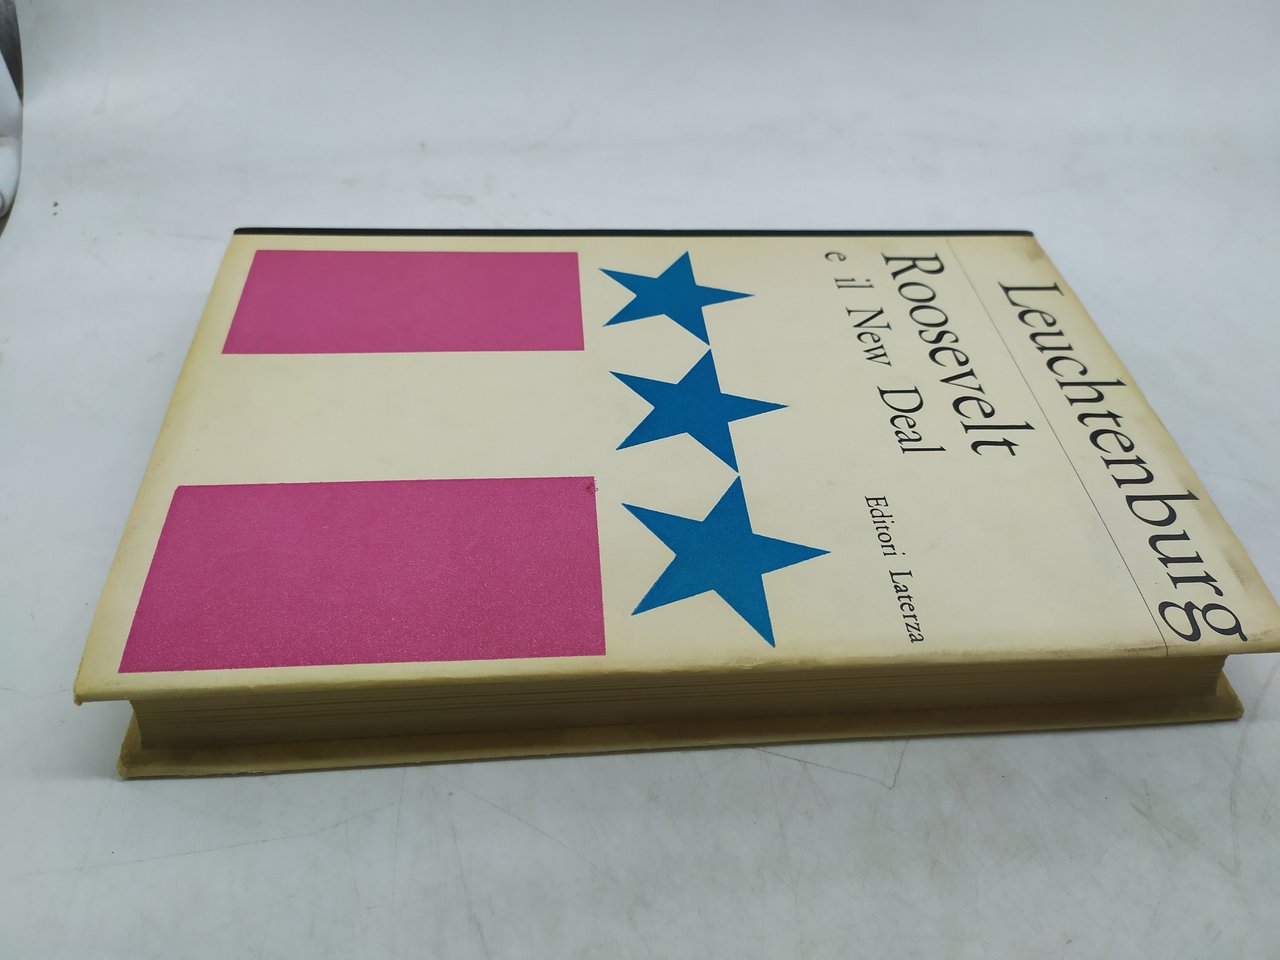 Leuchtenburg
Roosevelt
e il New Deal
Editori Laterza